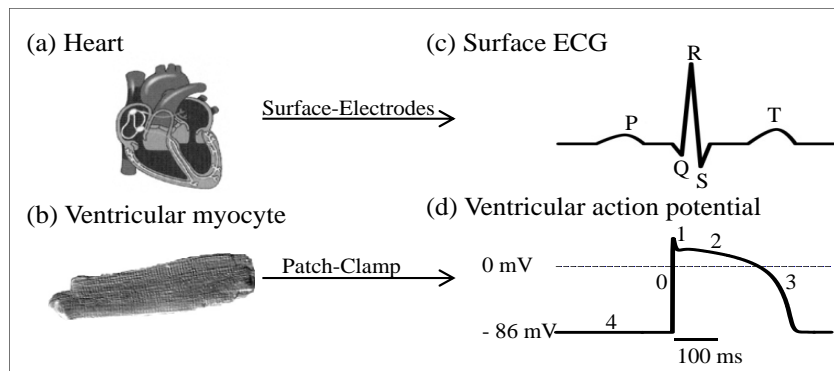 (a) Heart
Surface-Electrodes
(c) Surface ECG
R
P
T
Q
S
(b) Ventricular myocyte
Patch-Clamp
(d) Ventricular action potential
1
2
0 mV
0
3
4
- 86 mV
100 ms